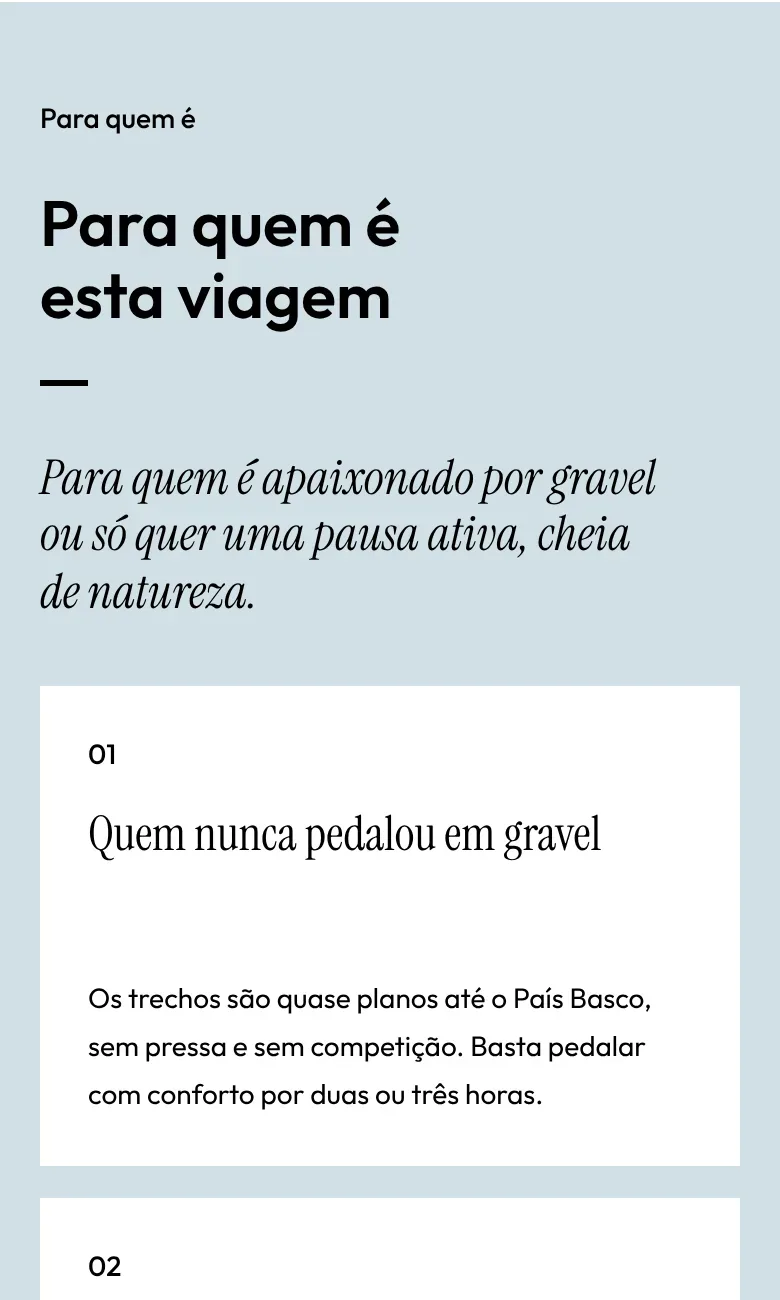 Para quem é
Para quem é
esta viagem
Para quem é apaixonado por gravel
ou só quer uma pausa ativa, cheia
de natureza.
01
Quem nunca pedalou em gravel
Os trechos são quase planos até o País Basco,
sem pressa e sem competição. Basta pedalar
com conforto por duas ou três horas.
02